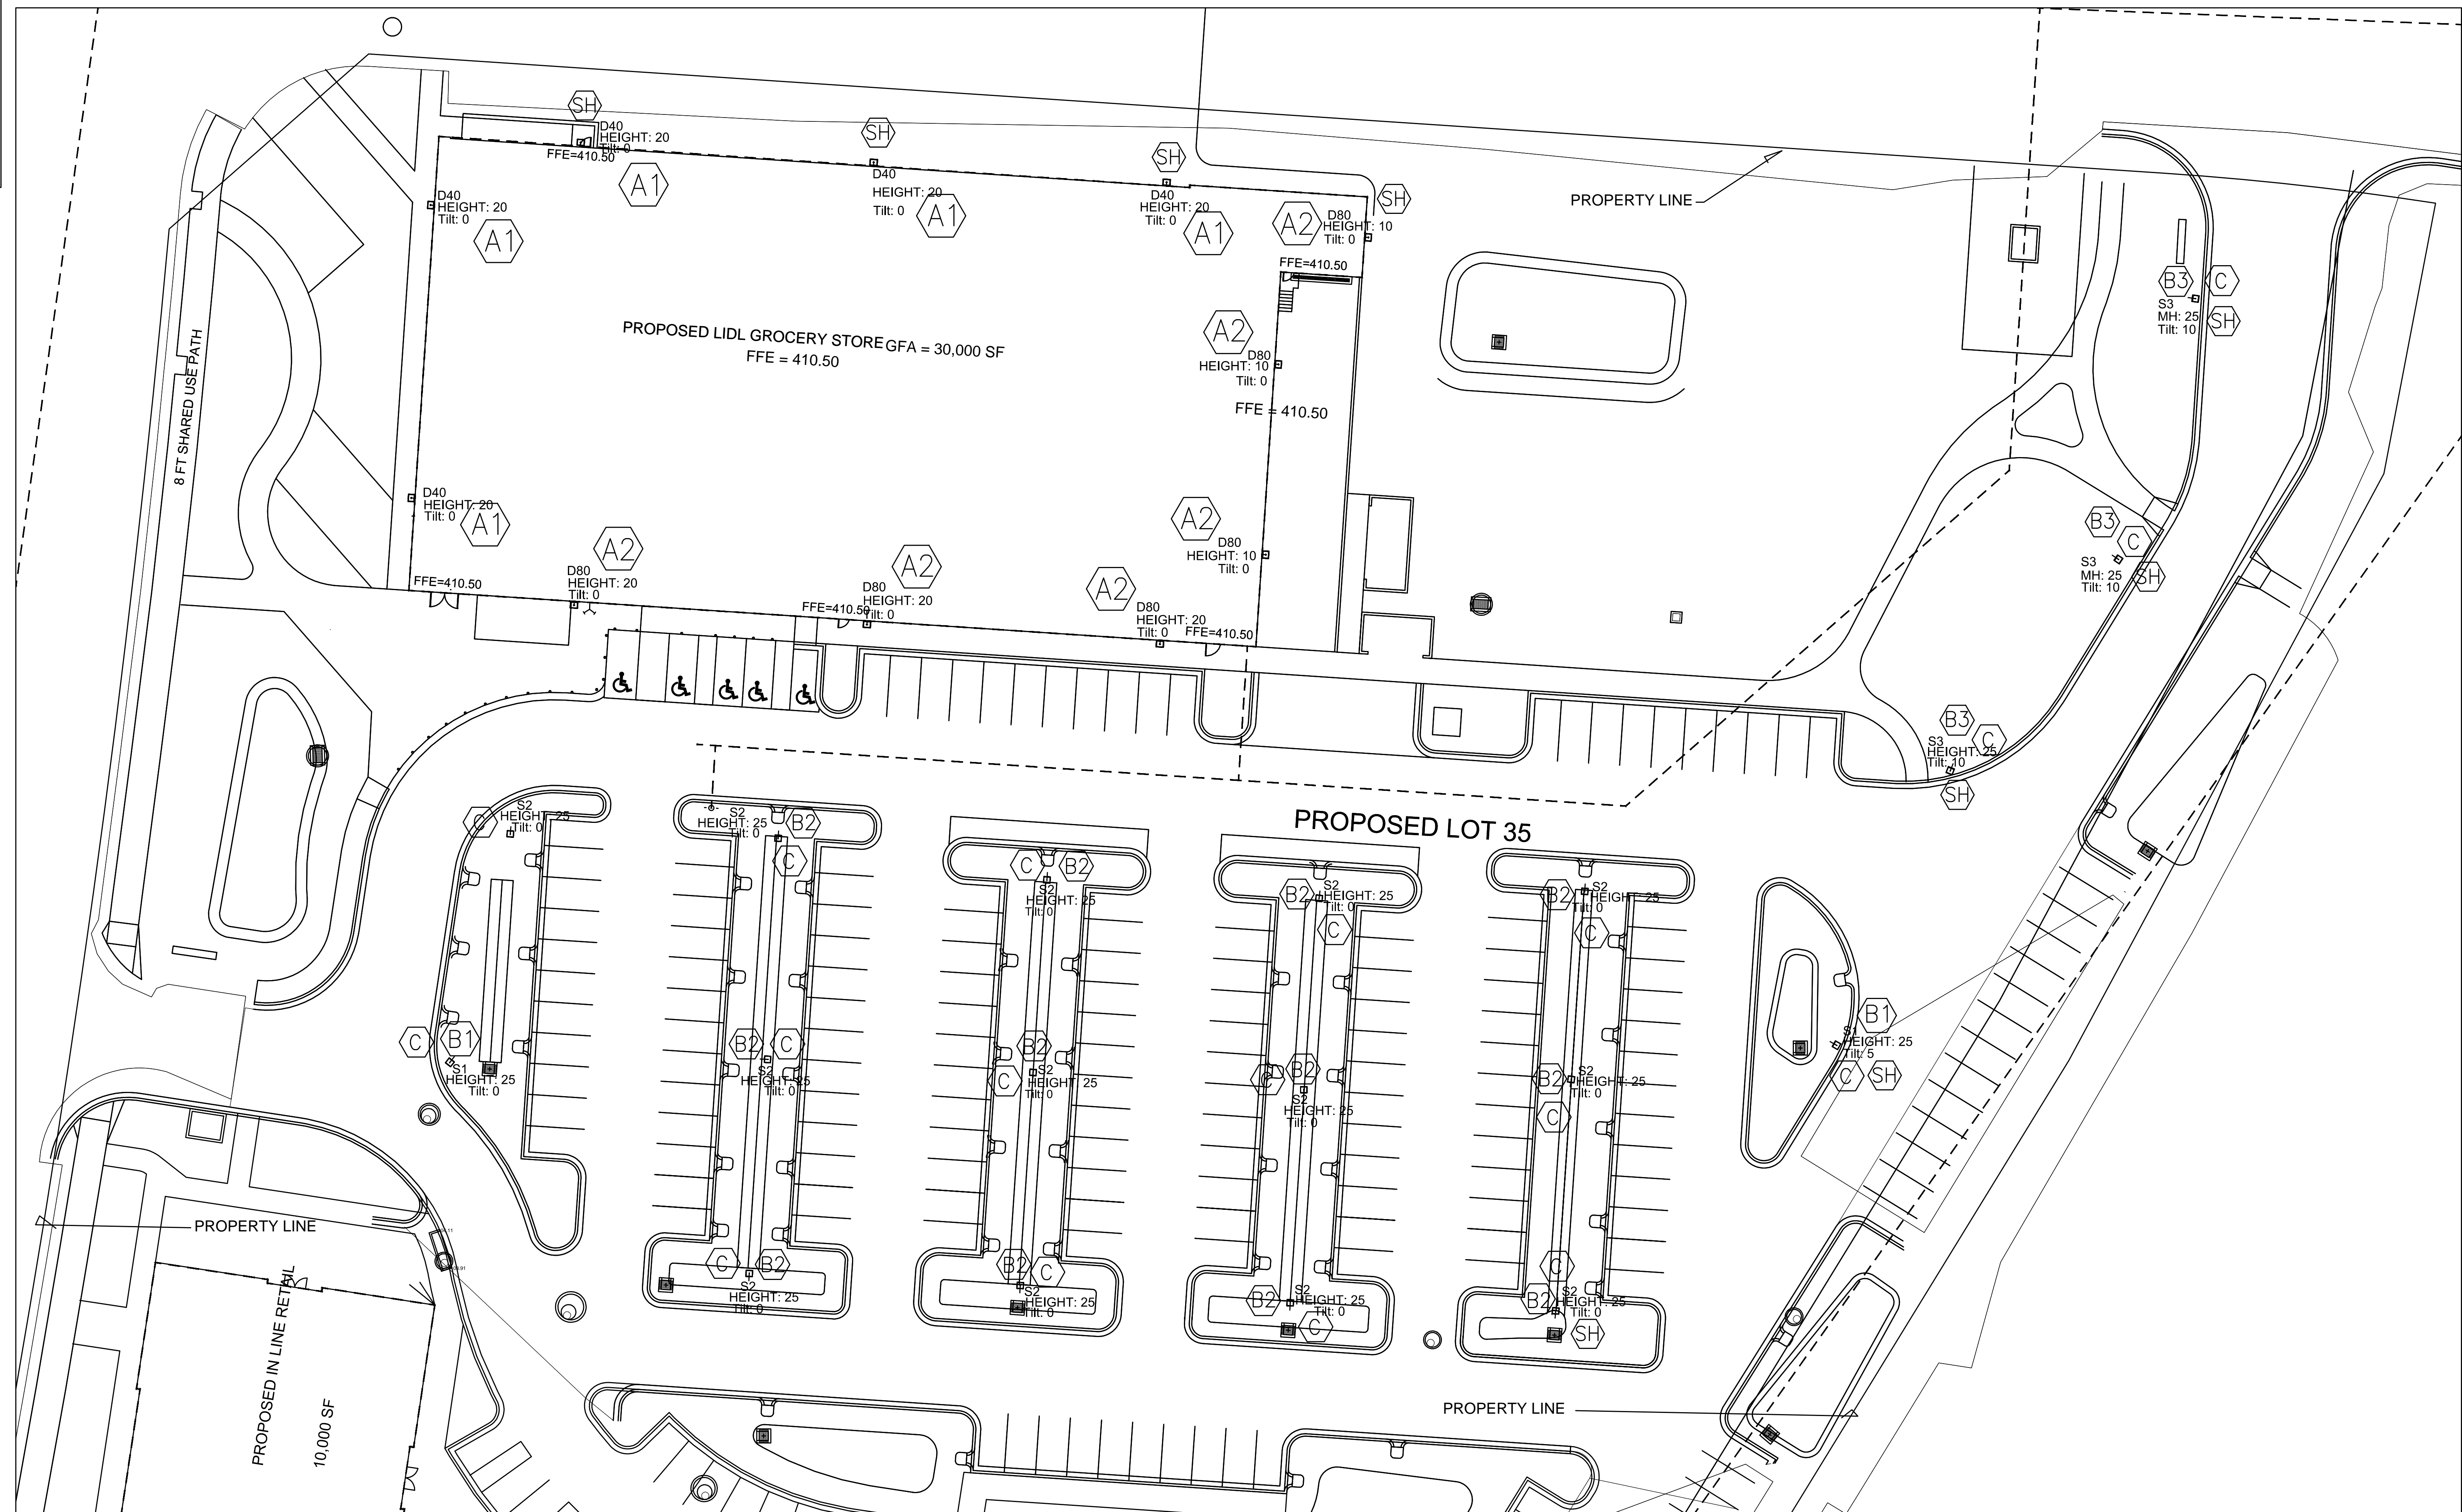 SH
D40
HEIGHT: 20
Tilt: 0
FFE=410.50
A1
SH
D40
HEIGHT: 20
Tilt: 0
A1
SH
D40
HEIGHT: 20
Tilt: 0
A1
SH
A2
D80
HEIGHT: 10
Tilt: 0
FFE=410.50
PROPERTY LINE
D40
HEIGHT: 20
Tilt: 0
A1
B3
C
S3
MH: 25
Tilt: 10
SH
8 FT SHARED USE PATH
PROPOSED LIDL GROCERY STORE GFA = 30,000 SF
FFE = 410.50
A2
D80
HEIGHT: 10
Tilt: 0
FFE = 410.50
D40
HEIGHT: 20
Tilt: 0
A1
A2
D80
HEIGHT: 10
Tilt: 0
B3
C
S3
MH: 25
Tilt: 10
SH
FFE=410.50
A2
D80
HEIGHT: 20
Tilt: 0
A2
D80
HEIGHT: 20
Tilt: 0
FFE=410.50
A2
D80
HEIGHT: 20
Tilt: 0
FFE=410.50
B3
C
S3
HEIGHT: 25
Tilt: 10
SH
PROPOSED LOT 35
C
S2
HEIGHT: 25
Tilt: 0
S2
HEIGHT: 25
Tilt: 0
B2
C
C
B2
S2
HEIGHT: 25
Tilt: 0
B2
S2
HEIGHT: 25
Tilt: 0
C
B2
S2
HEIGHT: 25
Tilt: 0
C
C
B1
S1
HEIGHT: 25
Tilt: 0
B2
C
S2
HEIGHT: 25
Tilt: 0
B2
C
S2
HEIGHT: 25
Tilt: 0
B2
C
S2
HEIGHT: 25
Tilt: 0
B2
S2
HEIGHT: 25
Tilt: 0
C
B1
S1
HEIGHT: 25
Tilt: 5
C
SH
PROPERTY LINE
C
B2
S2
HEIGHT: 25
Tilt: 0
B2
C
S2
HEIGHT: 25
Tilt: 0
B2
S2
HEIGHT: 25
Tilt: 0
C
C
B2
S2
HEIGHT: 25
Tilt: 0
SH
PROPOSED IN LINE RETAIL
10,000 SF
PROPERTY LINE